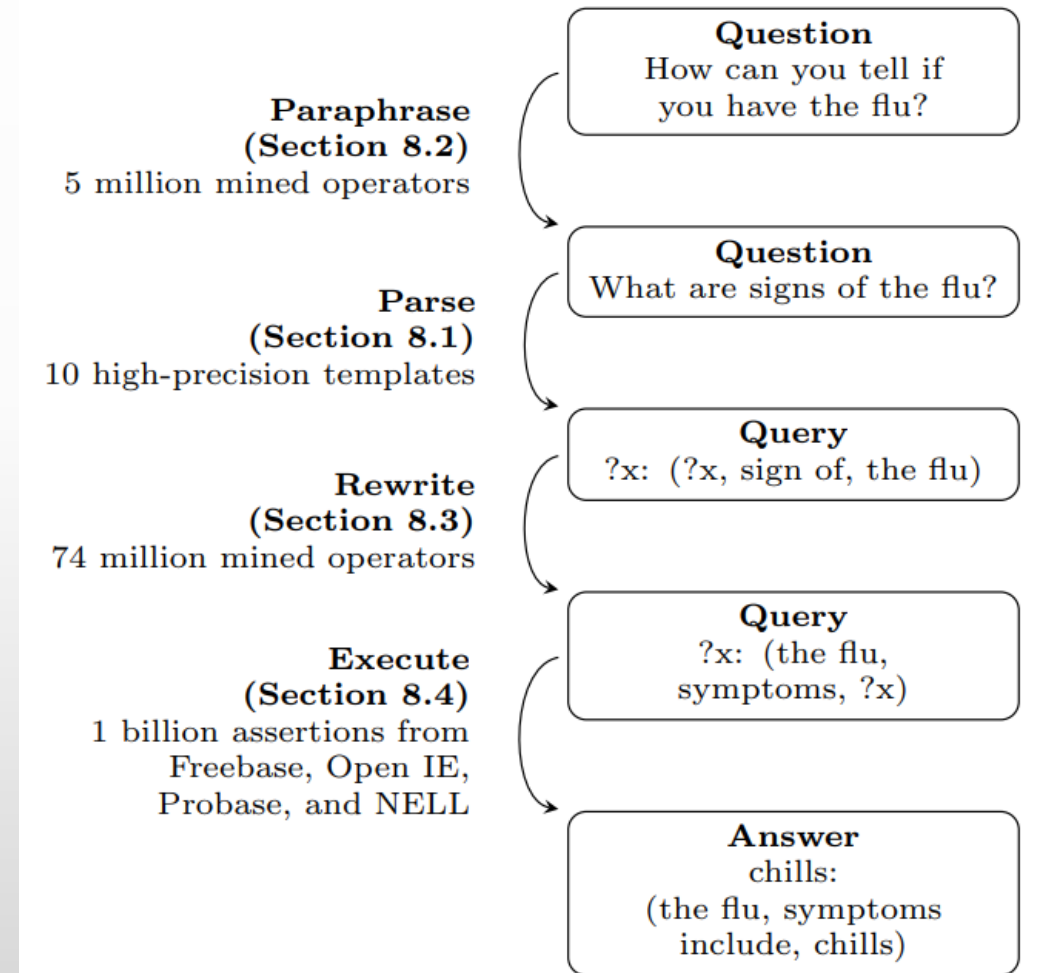 Question
How can you tell if
you have the flu?
Paraphrase
(Section 8.2)
5 million mined operators
Question
What are signs of the flu?
Parse
(Section 8.1)
10 high-precision templates
Query
?x: (?x, sign of, the flu)
Rewrite
(Section 8.3)
74 million mined operators
Query
?x: (the flu,
symptoms, ?x)
Execute
(Section 8.4)
1 billion assertions from
Freebase, Open IE,
Probase, and NELL
Answer
chills:
(the flu, symptoms
include, chills)